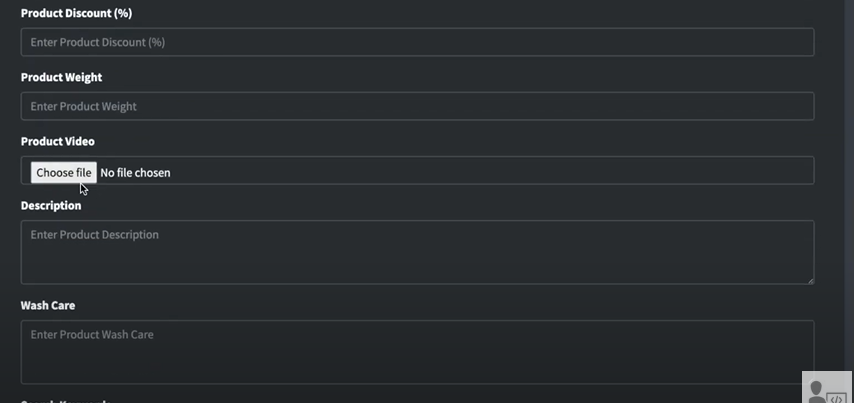 Product Discount (%)
Enter Product Discount (%)
Product Weight
Enter Product Weight
Product Video
Choose file No file chosen
Description
Enter Product Description
Wash Care
Enter Product Wash Care